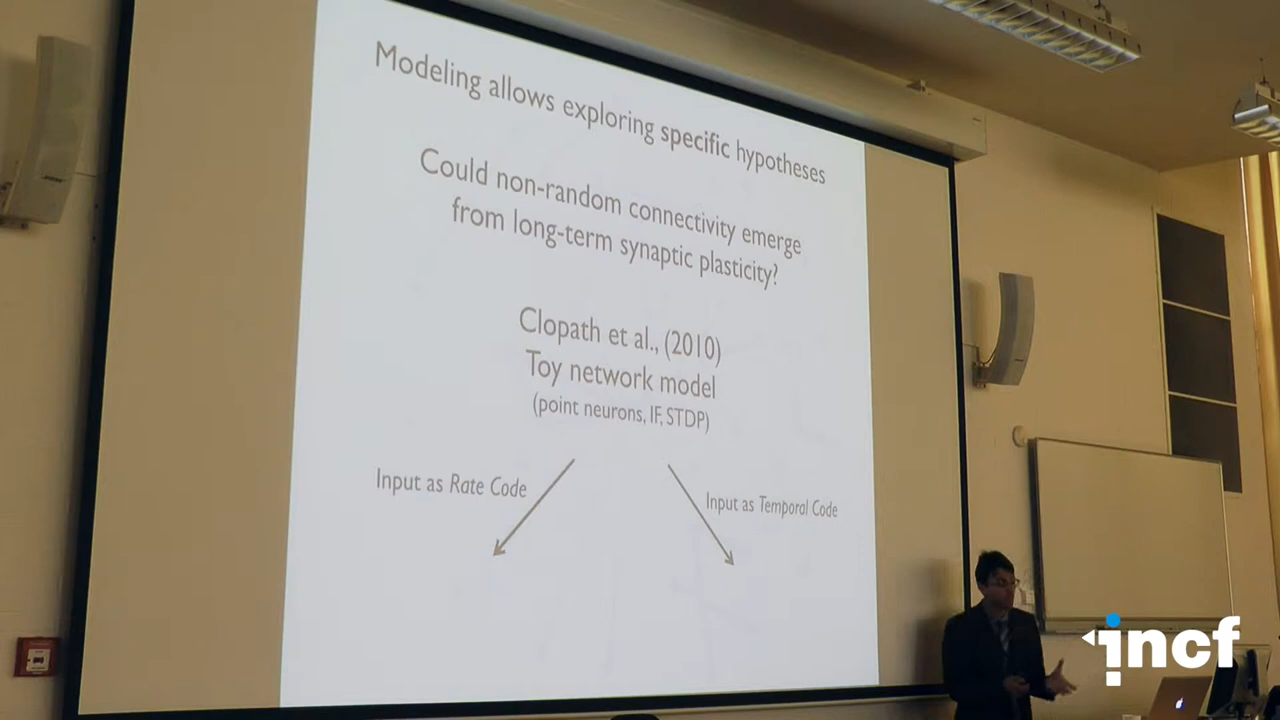 Modeling allows exploring specific hypotheses
Could non-random connectivity emerge
from long-term synaptic plasticity?
Clopath et al., (2010)
Toy network model
(point neurons, IF, STDP)
Input as Rate Code
Input as Temporal Code
incf